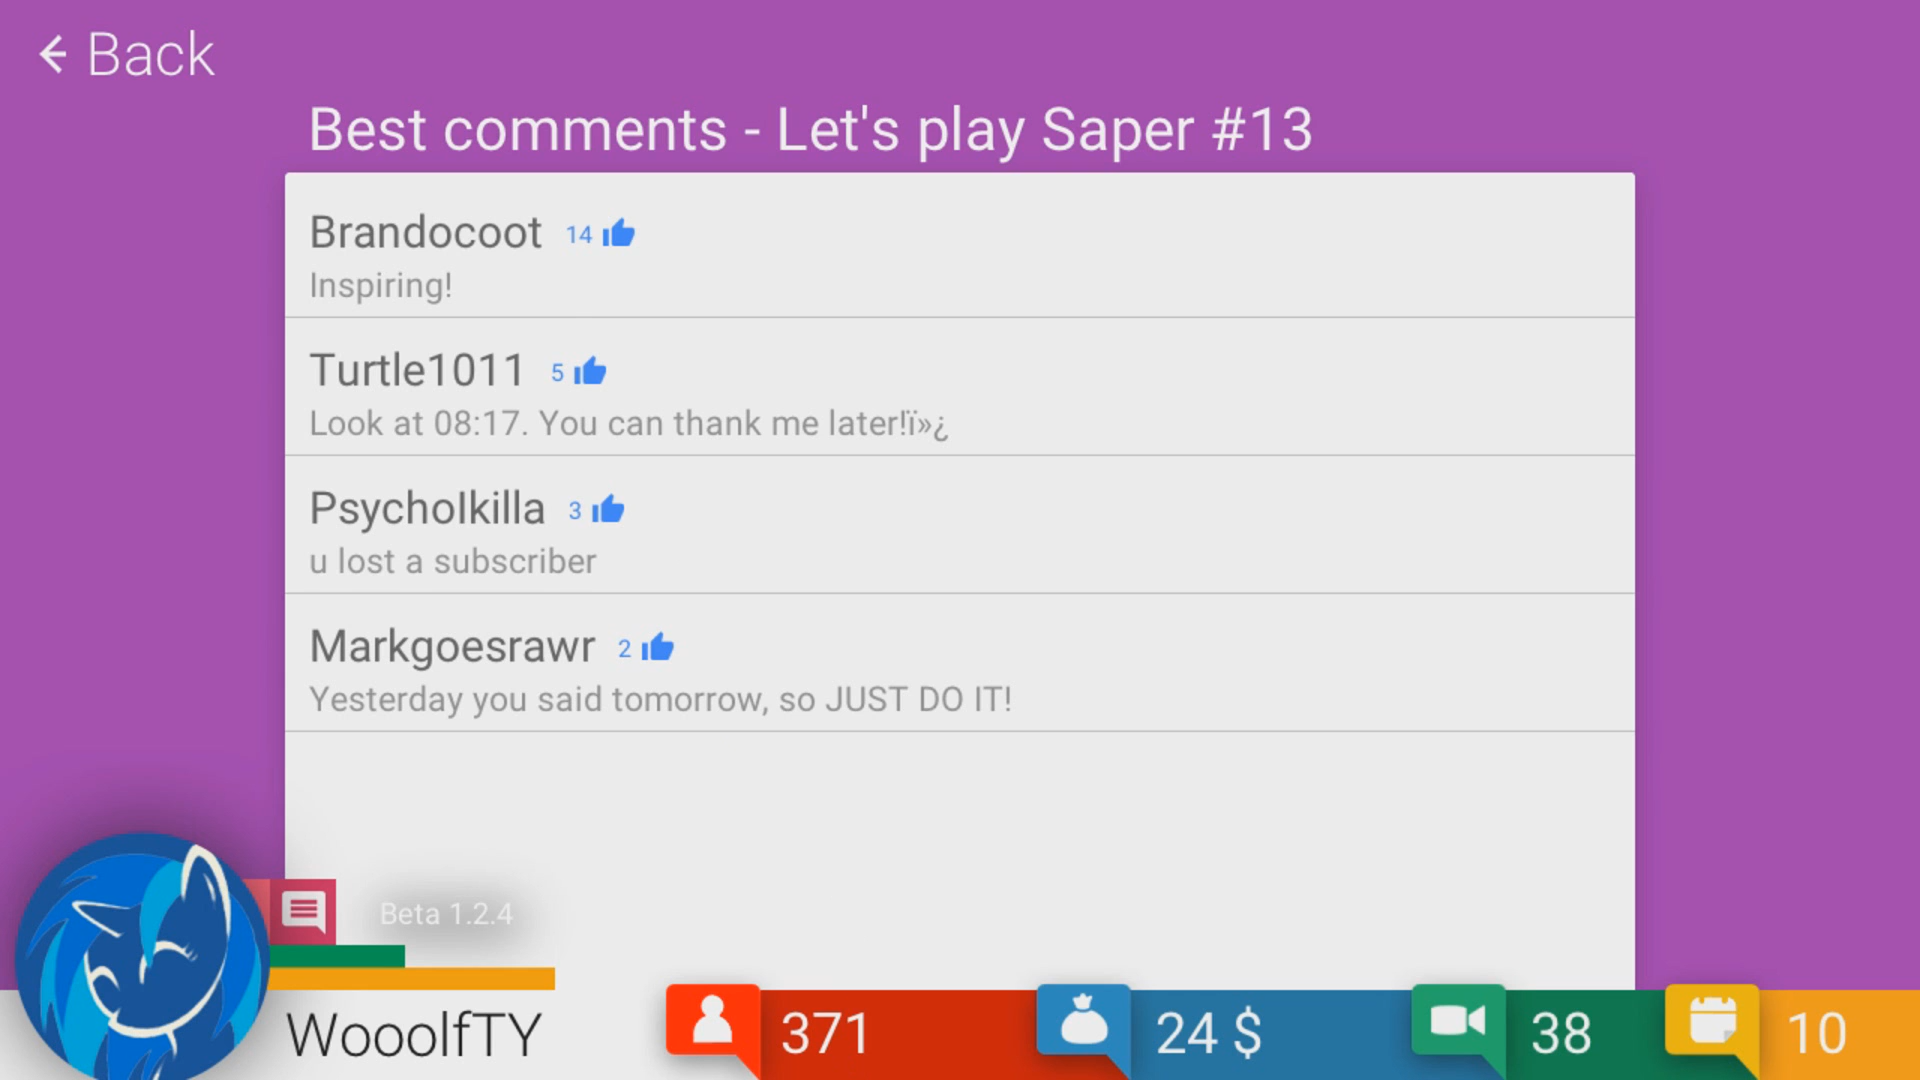 Back
Best comments - Let's play Saper #13
Brandocoot 14
Inspiring!
Turtle1011 5
Look at 08:17. You can thank me later!ï»¿
PsychoIkilla 3
u lost a subscriber
Markgoesrawr 2
Yesterday you said tomorrow, so JUST DO IT!
Beta 1.2.4
WooolfTY 371 24 $ 38 10